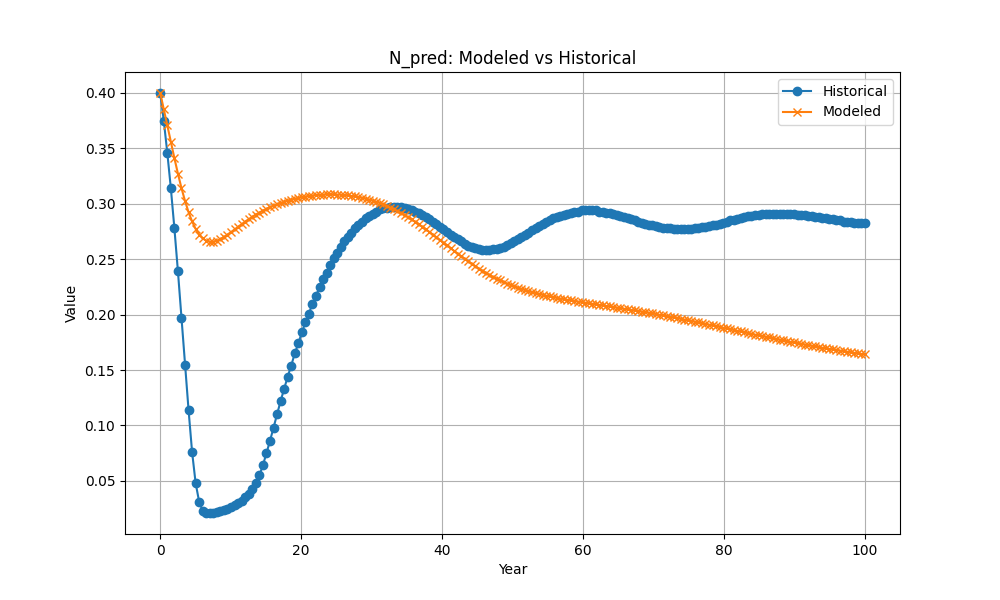 N_pred: Modeled vs Historical
Historical
Modeled
0.40
0.35
0.30
0.25
0.20
0.15
0.10
0.05
Value
0 20 40 60 80 100
Year